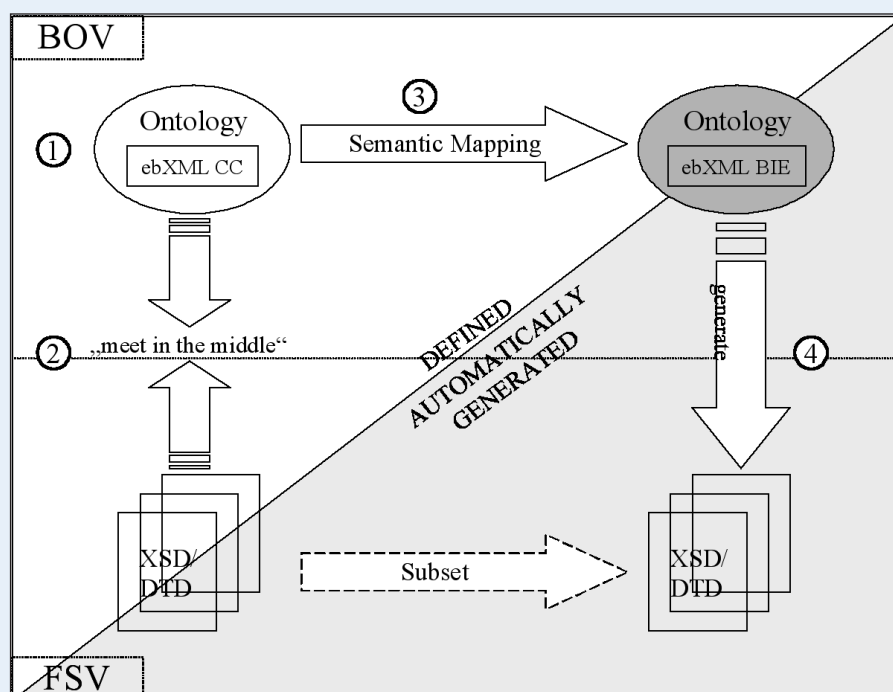 BOV
3
1
Ontology
ebXML CC
Semantic Mapping
Ontology
ebXML BIE
generate
2
„meet in the middle“
DEFINED
AUTOMATICALLY
GENERATED
4
XSD/
DTD
Subset
XSD/
DTD
FSV